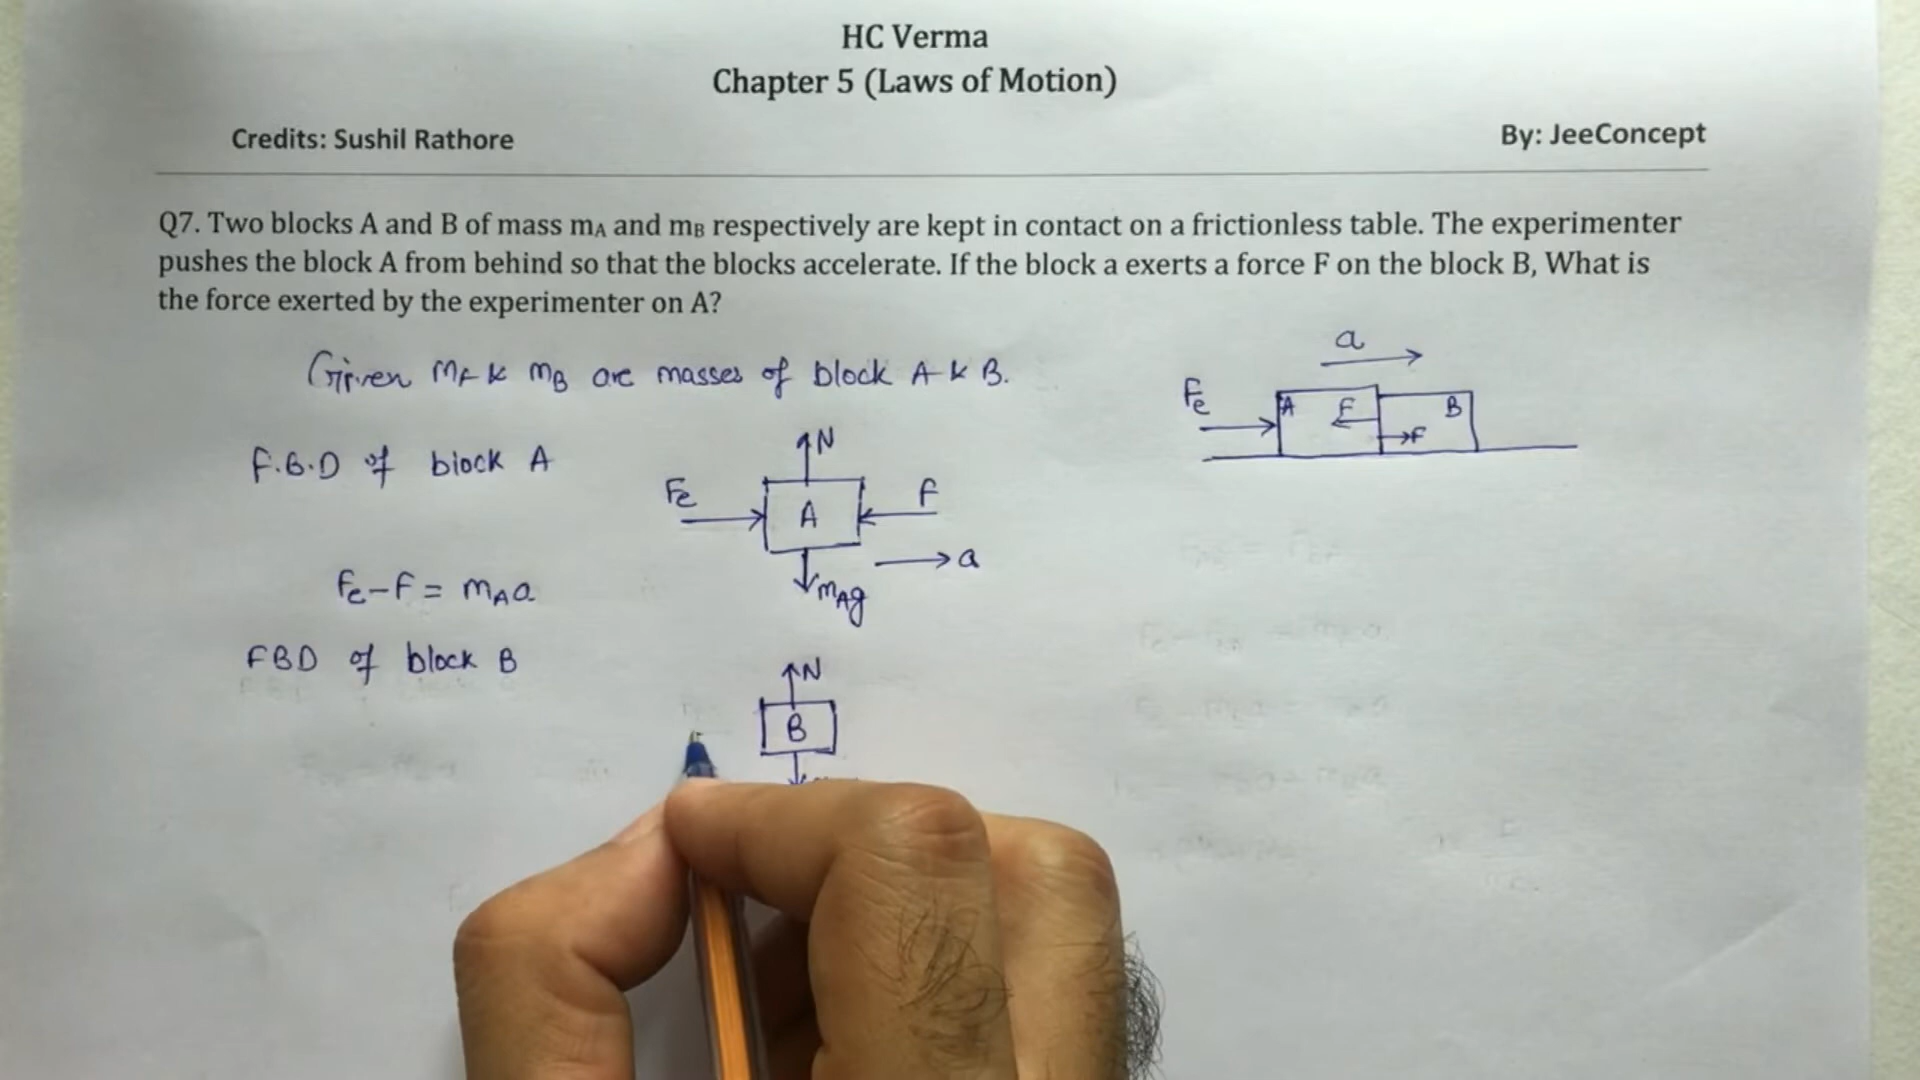 HC Verma
Chapter 5 (Laws of Motion)
Credits: Sushil Rathore
By: JeeConcept
Q7. Two blocks A and B of mass mA and mB respectively are kept in contact on a frictionless table. The experimenter
pushes the block A from behind so that the blocks accelerate. If the block a exerts a force F on the block B, What is
the force exerted by the experimenter on A?
Given mA & mB are masses of block A & B.
a
Fe
A F B
F
F.B.D of block A
N
Fe
A
F
a
mAg
Fe-F = mAa
FBD of block B
N
B